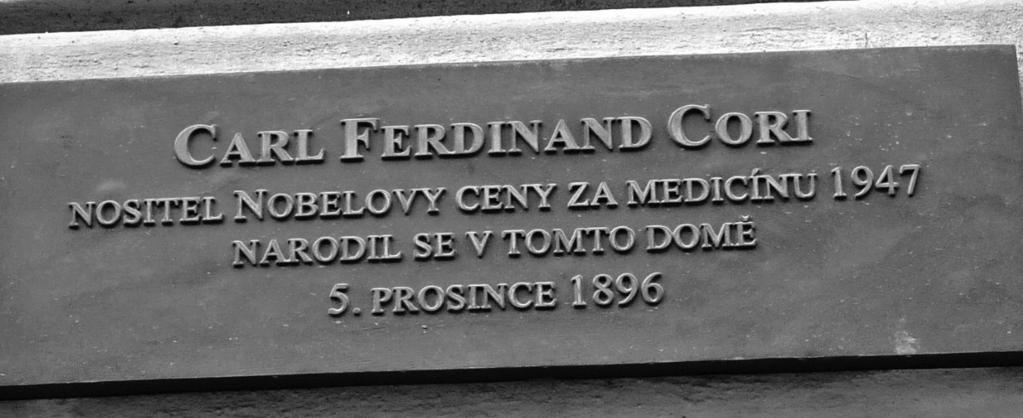 CARL FERDINAND CORI
NOSITEL NOBELOVY CENY ZA MEDICÍNU 1947
NARODIL SE V TOMTO DOMĚ
5. PROSINCE 1896